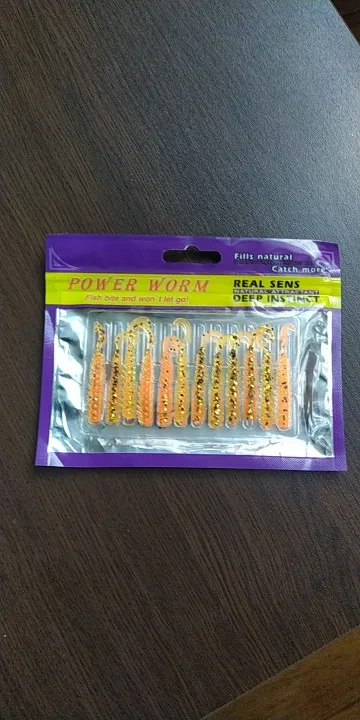 Fills natural
Catch more
POWER WORM
Fish bite and won't let go!
REAL SENS
NATURAL ATTRACTANT
DEEP INSTINCT